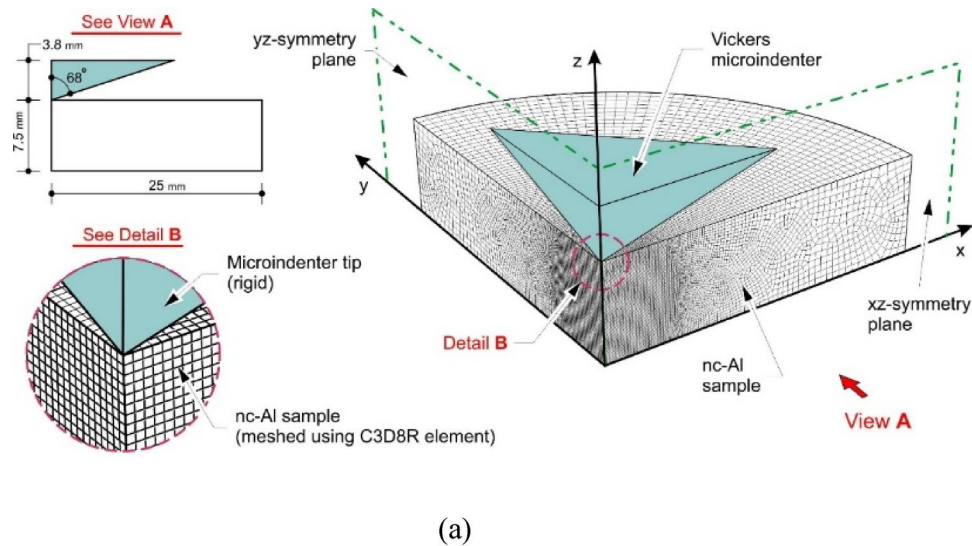 See View A
3.8 mm
68°
7.5 mm
25 mm
See Detail B
Microindenter tip
(rigid)
nc-Al sample
(meshed using C3D8R element)
yz-symmetry
plane
z
Vickers
microindenter
y
x
xz-symmetry
plane
Detail B
nc-Al
sample
View A
(a)